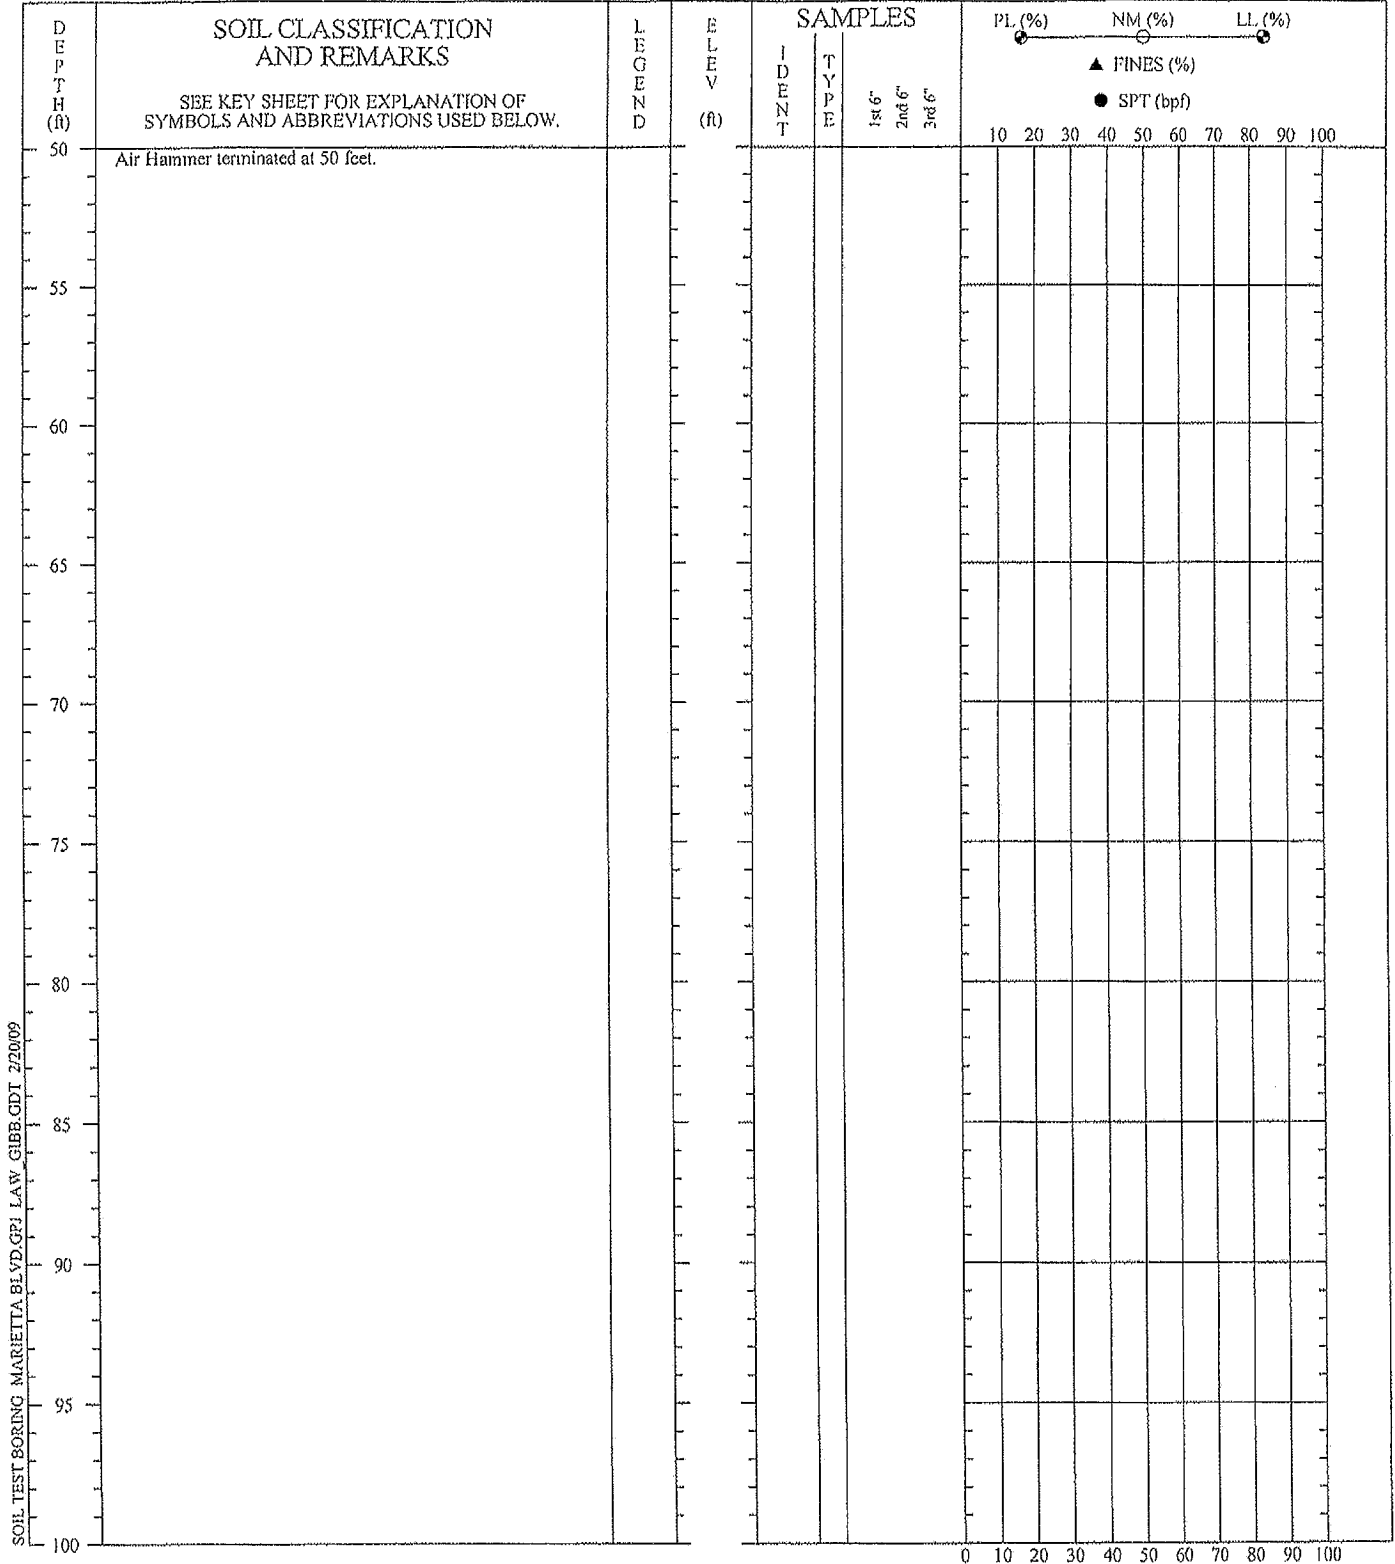 DEPTH (ft)
SOIL CLASSIFICATION
AND REMARKS
SEE KEY SHEET FOR EXPLANATION OF
SYMBOLS AND ABBREVIATIONS USED BELOW.
LEGEND
ELEV (ft)
SAMPLES
IDENT
TYPE
1st 6"
2nd 6"
3rd 6"
PL (%) NM (%) LL (%)
▲ FINES (%)
● SPT (bpf)
10 20 30 40 50 60 70 80 90 100
50
Air Hammer terminated at 50 feet.
55
60
65
70
75
80
85
90
95
100
0 10 20 30 40 50 60 70 80 90 100
SOIL TEST BORING MARIETTA BLVD.GPJ LAW_GIBB.GDT 2/20/09